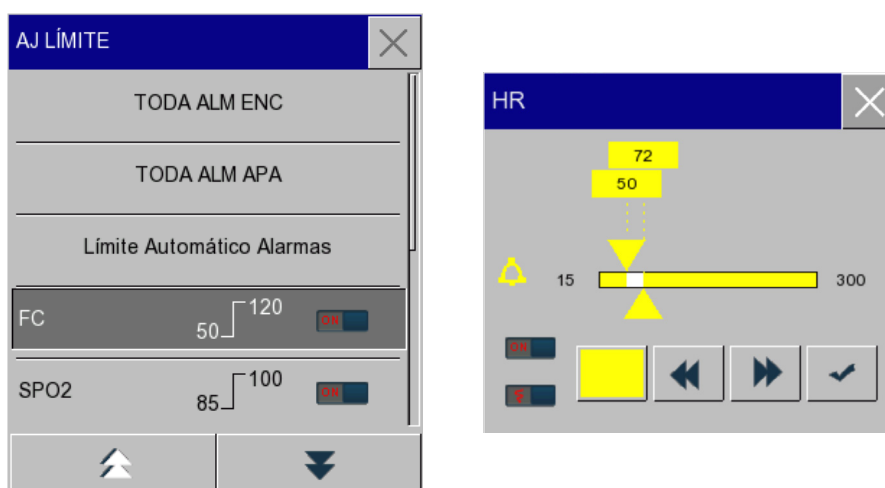 AJ LÍMITE
TODA ALM ENC
TODA ALM APA
Límite Automático Alarmas
FC 50 120 ON
SPO2 85 100 ON
HR
72
50
15 300
ON